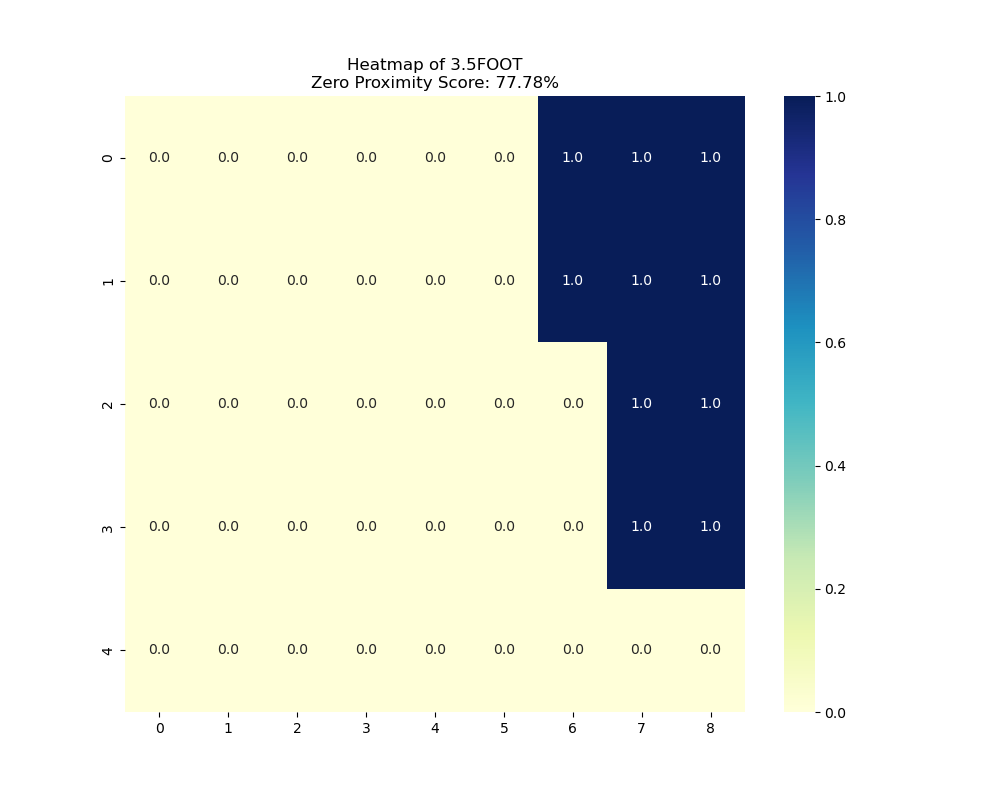 Heatmap of 3.5FOOT
Zero Proximity Score: 77.78%
0 0.0 0.0 0.0 0.0 0.0 0.0 1.0 1.0 1.0
1 0.0 0.0 0.0 0.0 0.0 0.0 1.0 1.0 1.0
2 0.0 0.0 0.0 0.0 0.0 0.0 0.0 1.0 1.0
3 0.0 0.0 0.0 0.0 0.0 0.0 0.0 1.0 1.0
4 0.0 0.0 0.0 0.0 0.0 0.0 0.0 0.0 0.0
0 1 2 3 4 5 6 7 8
1.0
0.8
0.6
0.4
0.2
0.0